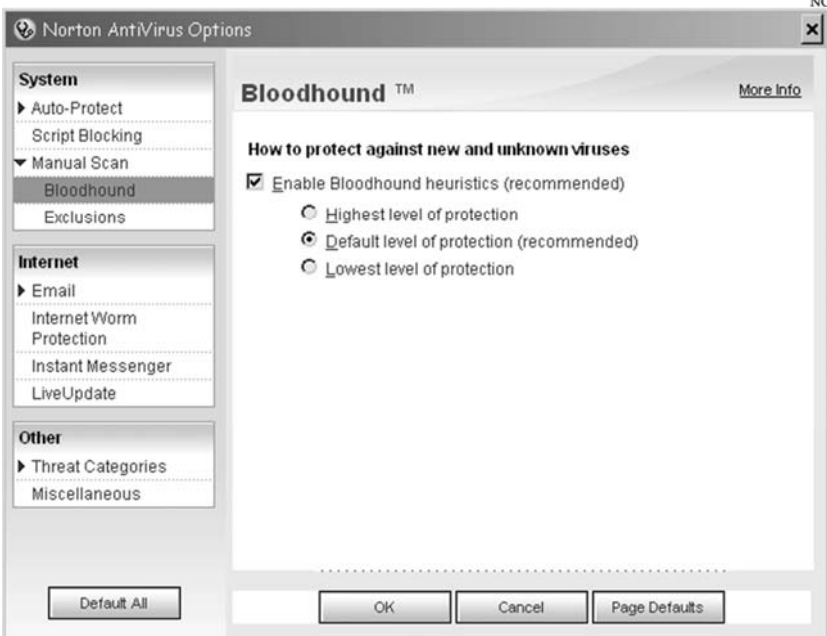 NO
Norton AntiVirus Options
System
Auto-Protect
Script Blocking
Manual Scan
Bloodhound
Exclusions
Internet
Email
Internet Worm
Protection
Instant Messenger
LiveUpdate
Other
Threat Categories
Miscellaneous
Default All
Bloodhound ™
More Info
How to protect against new and unknown viruses
Enable Bloodhound heuristics (recommended)
Highest level of protection
Default level of protection (recommended)
Lowest level of protection
OK
Cancel
Page Defaults